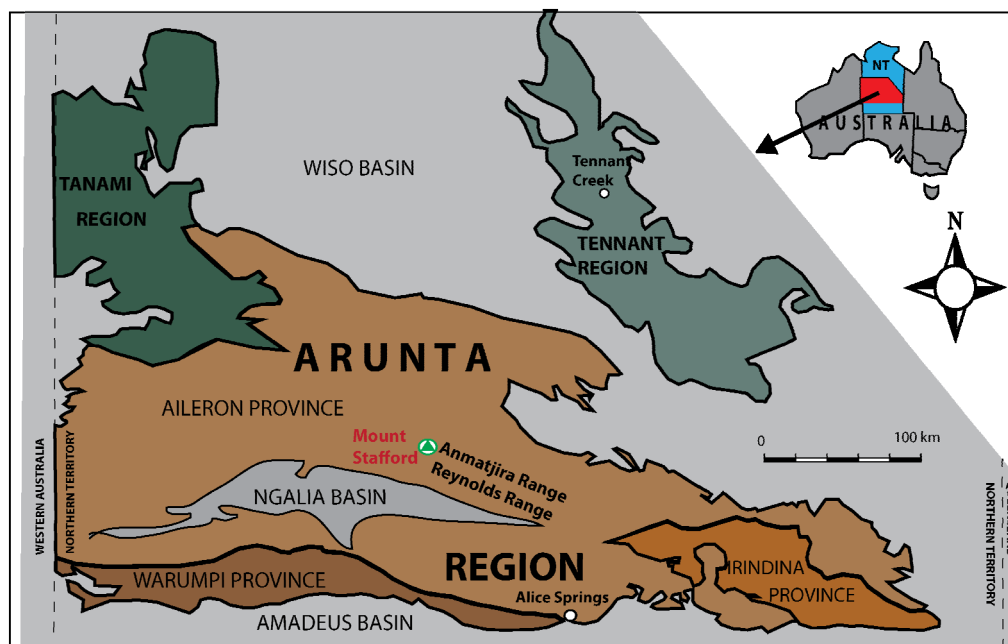 NT
AUSTRALIA
WISO BASIN
Tennant
Creek
TANAMI
REGION
N
TENNANT
REGION
ARUNTA
AILERON PROVINCE
Mount
Stafford
Anmatjira Range
Reynolds Range
0
100 km
NGALIA BASIN
WESTERN AUSTRALIA
NORTHERN TERRITORY
NORTHERN TERRITORY
REGION
IRINDINA
PROVINCE
WARUMPI PROVINCE
Alice Springs
AMADEUS BASIN